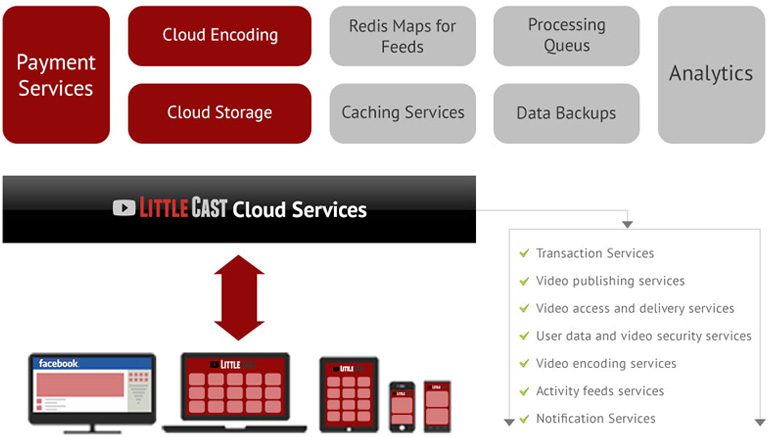 Payment
Services
Cloud Encoding
Cloud Storage
Redis Maps for
Feeds
Caching Services
Processing
Queus
Data Backups
Analytics
LITTLECAST Cloud Services
Transaction Services
Video publishing services
Video access and delivery services
User data and video security services
Video encoding services
Activity feeds services
Notification Services
facebook
LITTLE
LITTLE